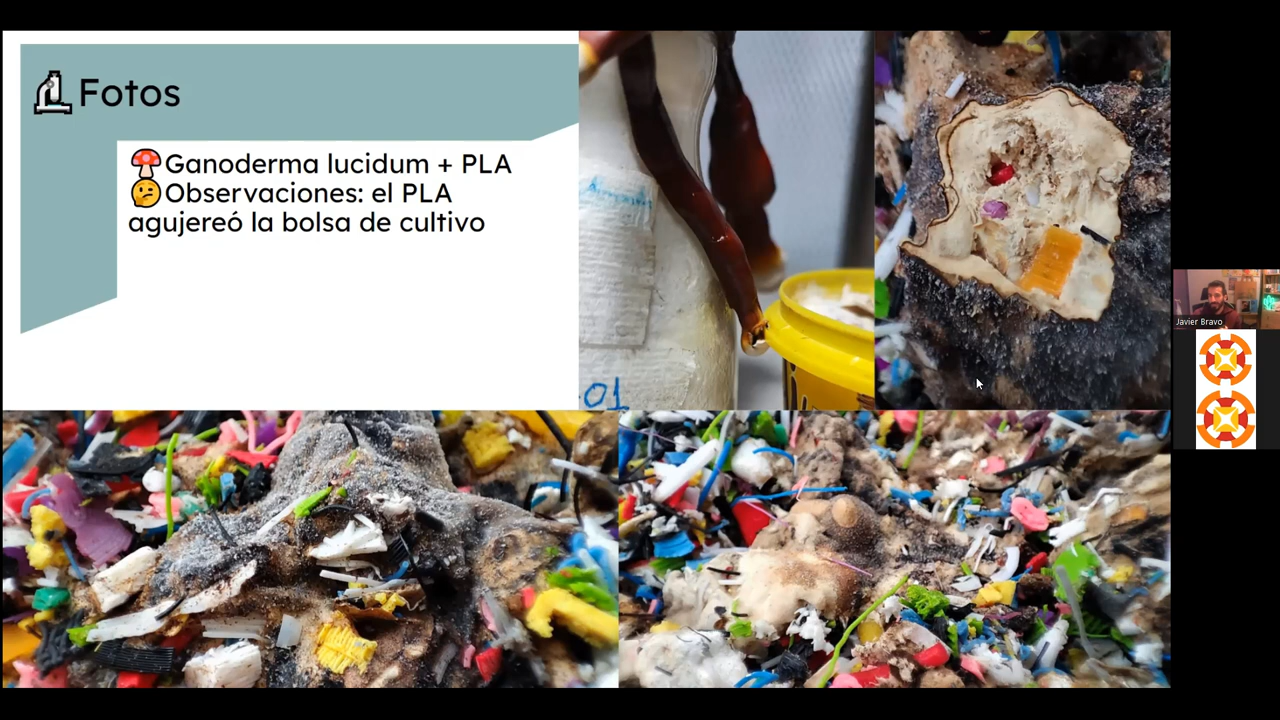 Fotos
Ganoderma lucidum + PLA
Observaciones: el PLA
agujereó la bolsa de cultivo
01
Javier Bravo